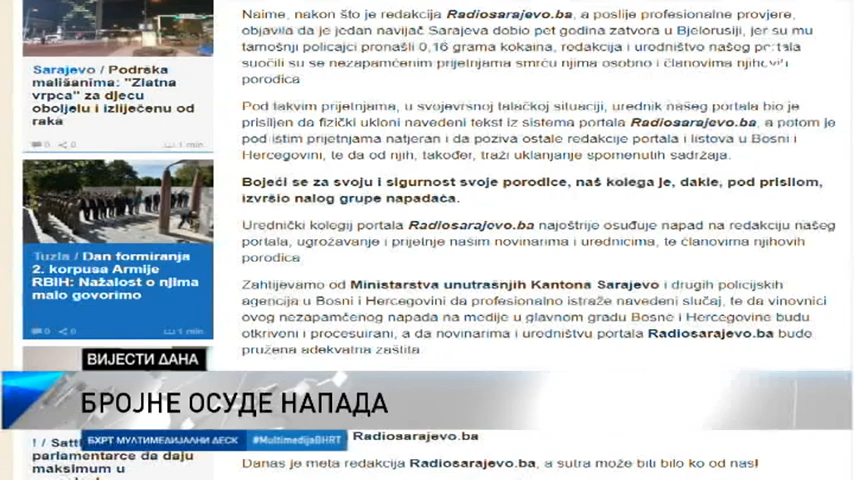 Sarajevo / Podrška
mališanima: "Zlatna
vrpca" za djecu
oboljelu i izliječenu od
raka
0 0 1 min
Tuzla / Dan formiranja
2. korpusa Armije
RBIH: Nažalost o njima
malo govorimo
0 0 1 min
Naime, nakon što je redakcija Radiosarajevo.ba, a poslije profesionalne provjere,
objavila da je jedan navijač Sarajeva dobio pet godina zatvora u Bjelorusiji, jer su mu
tamošnji policajci pronašli 0,16 grama kokaina, redakcija i uredništvo našeg portala
suočili su se nezapamćenim prijetnjama smrću njima osobno i članovima njihovih
porodica
Pod takvim prijetnjama, u svojevrsnoj talačkoj situaciji, urednik našeg portala bio je
prisiljen da fizički ukloni navedeni tekst iz sistema portala Radiosarajevo.ba, a potom je
pod istim prijetnjama natjeran i da poziva ostale redakcije portala i listova u Bosni i
Hercegovini, te da od njih, također, traži uklanjanje spomenutih sadržaja.
Bojeći se za svoju i sigurnost svoje porodice, naš kolega je, dakle, pod prisilom,
izvršio nalog grupe napadača.
Urednički kolegij portala Radiosarajevo.ba najoštrije osuđuje napad na redakciju našeg
portala, ugrožavanje i prijetnje našim novinarima i urednicima, te članovima njihovih
porodica
Zahtijevamo od Ministarstva unutrašnjih Kantona Sarajevo i drugih policijskih
agencija u Bosni i Hercegovini da profesionalno istraže navedeni slučaj, te da vinovnici
ovog nezapamćenog napada na medije u glavnom gradu Bosne i Hercegovine budu
otkriveni i procesuirani, a da novinarima i uredništvu portala Radiosarajevo.ba bude
pružena adekvatna zaštita
ВИЈЕСТИ ДАНА
БРОЈНЕ ОСУДЕ НАПАДА
БХРТ МУЛТИМЕДИЈАЛНИ ДЕСК #MultimedijaBHRT
Radiosarajevo.ba
parlamentarce da daju
maksimum u
Danas je meta redakcija Radiosarajevo.ba, a sutra može biti bilo ko od nas!